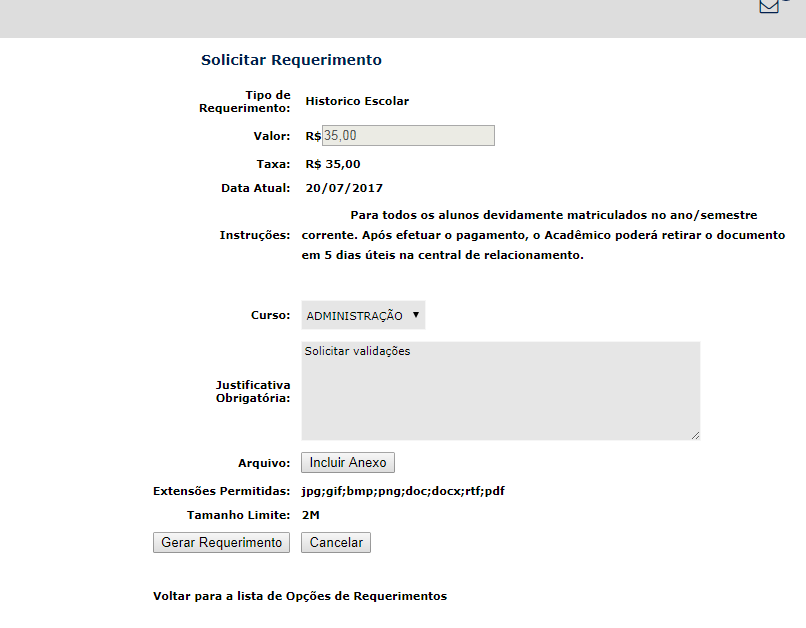 Solicitar Requerimento
Tipo de
Requerimento: Historico Escolar
Valor: R$ 35,00
Taxa: R$ 35,00
Data Atual: 20/07/2017
Para todos os alunos devidamente matriculados no ano/semestre
Instruções: corrente. Após efetuar o pagamento, o Acadêmico poderá retirar o documento
em 5 dias úteis na central de relacionamento.
Curso: ADMINISTRAÇÃO
Solicitar validações
Justificativa
Obrigatória:
Arquivo: Incluir Anexo
Extensões Permitidas: jpg;gif;bmp;png;doc;docx;rtf;pdf
Tamanho Limite: 2M
Gerar Requerimento Cancelar
Voltar para a lista de Opções de Requerimentos